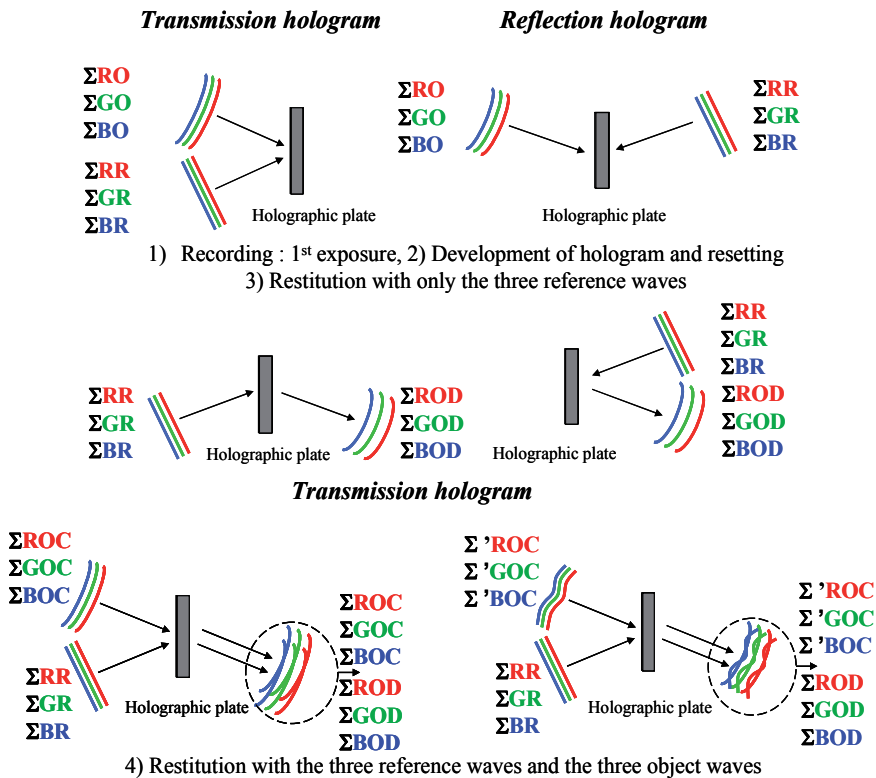 Transmission hologram
Reflection hologram
ΣRO
ΣGO
ΣBO
ΣRR
ΣGR
ΣBR
Holographic plate
ΣRO
ΣGO
ΣBO
ΣRR
ΣGR
ΣBR
Holographic plate
1) Recording : 1st exposure, 2) Development of hologram and resetting
3) Restitution with only the three reference waves
ΣRR
ΣGR
ΣBR
Holographic plate
ΣROD
ΣGOD
ΣBOD
ΣRR
ΣGR
ΣBR
ΣROD
ΣGOD
ΣBOD
Holographic plate
Transmission hologram
ΣROC
ΣGOC
ΣBOC
ΣRR
ΣGR
ΣBR
Holographic plate
ΣROC
ΣGOC
ΣBOC
ΣROD
ΣGOD
ΣBOD
Σ'ROC
Σ'GOC
Σ'BOC
ΣRR
ΣGR
ΣBR
Holographic plate
Σ'ROC
Σ'GOC
Σ'BOC
ΣROD
ΣGOD
ΣBOD
4) Restitution with the three reference waves and the three object waves